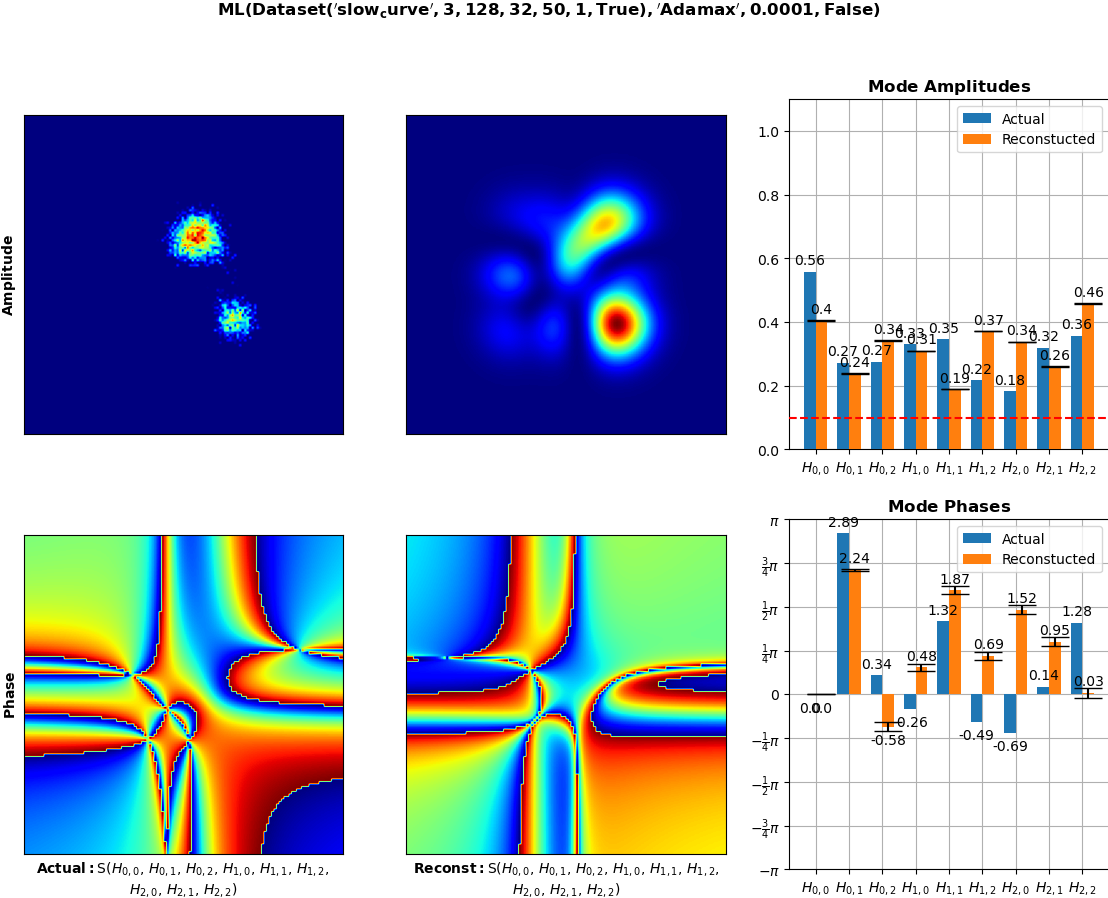 ML(Dataset('slow_curve', 3, 128, 32, 50, 1, True), 'Adamax', 0.0001, False)
Amplitude
Mode Amplitudes
Actual
Reconstucted
1.0
0.8
0.6
0.4
0.2
0.0
0.56
0.4
0.27
0.24
0.27
0.34
0.33
0.31
0.35
0.19
0.22
0.37
0.18
0.34
0.32
0.26
0.36
0.46
H0,0 H0,1 H0,2 H1,0 H1,1 H1,2 H2,0 H2,1 H2,2
Phase
Actual: S(H0,0, H0,1, H0,2, H1,0, H1,1, H1,2,
H2,0, H2,1, H2,2)
Reconst: S(H0,0, H0,1, H0,2, H1,0, H1,1, H1,2,
H2,0, H2,1, H2,2)
Mode Phases
Actual
Reconstucted
π
3/4π
1/2π
1/4π
0
−1/4π
−1/2π
−3/4π
−π
0.0
0.0
2.89
2.24
0.34
-0.58
-0.26
0.48
1.32
1.87
-0.49
0.69
-0.69
1.52
0.14
0.95
1.28
0.03
H0,0 H0,1 H0,2 H1,0 H1,1 H1,2 H2,0 H2,1 H2,2